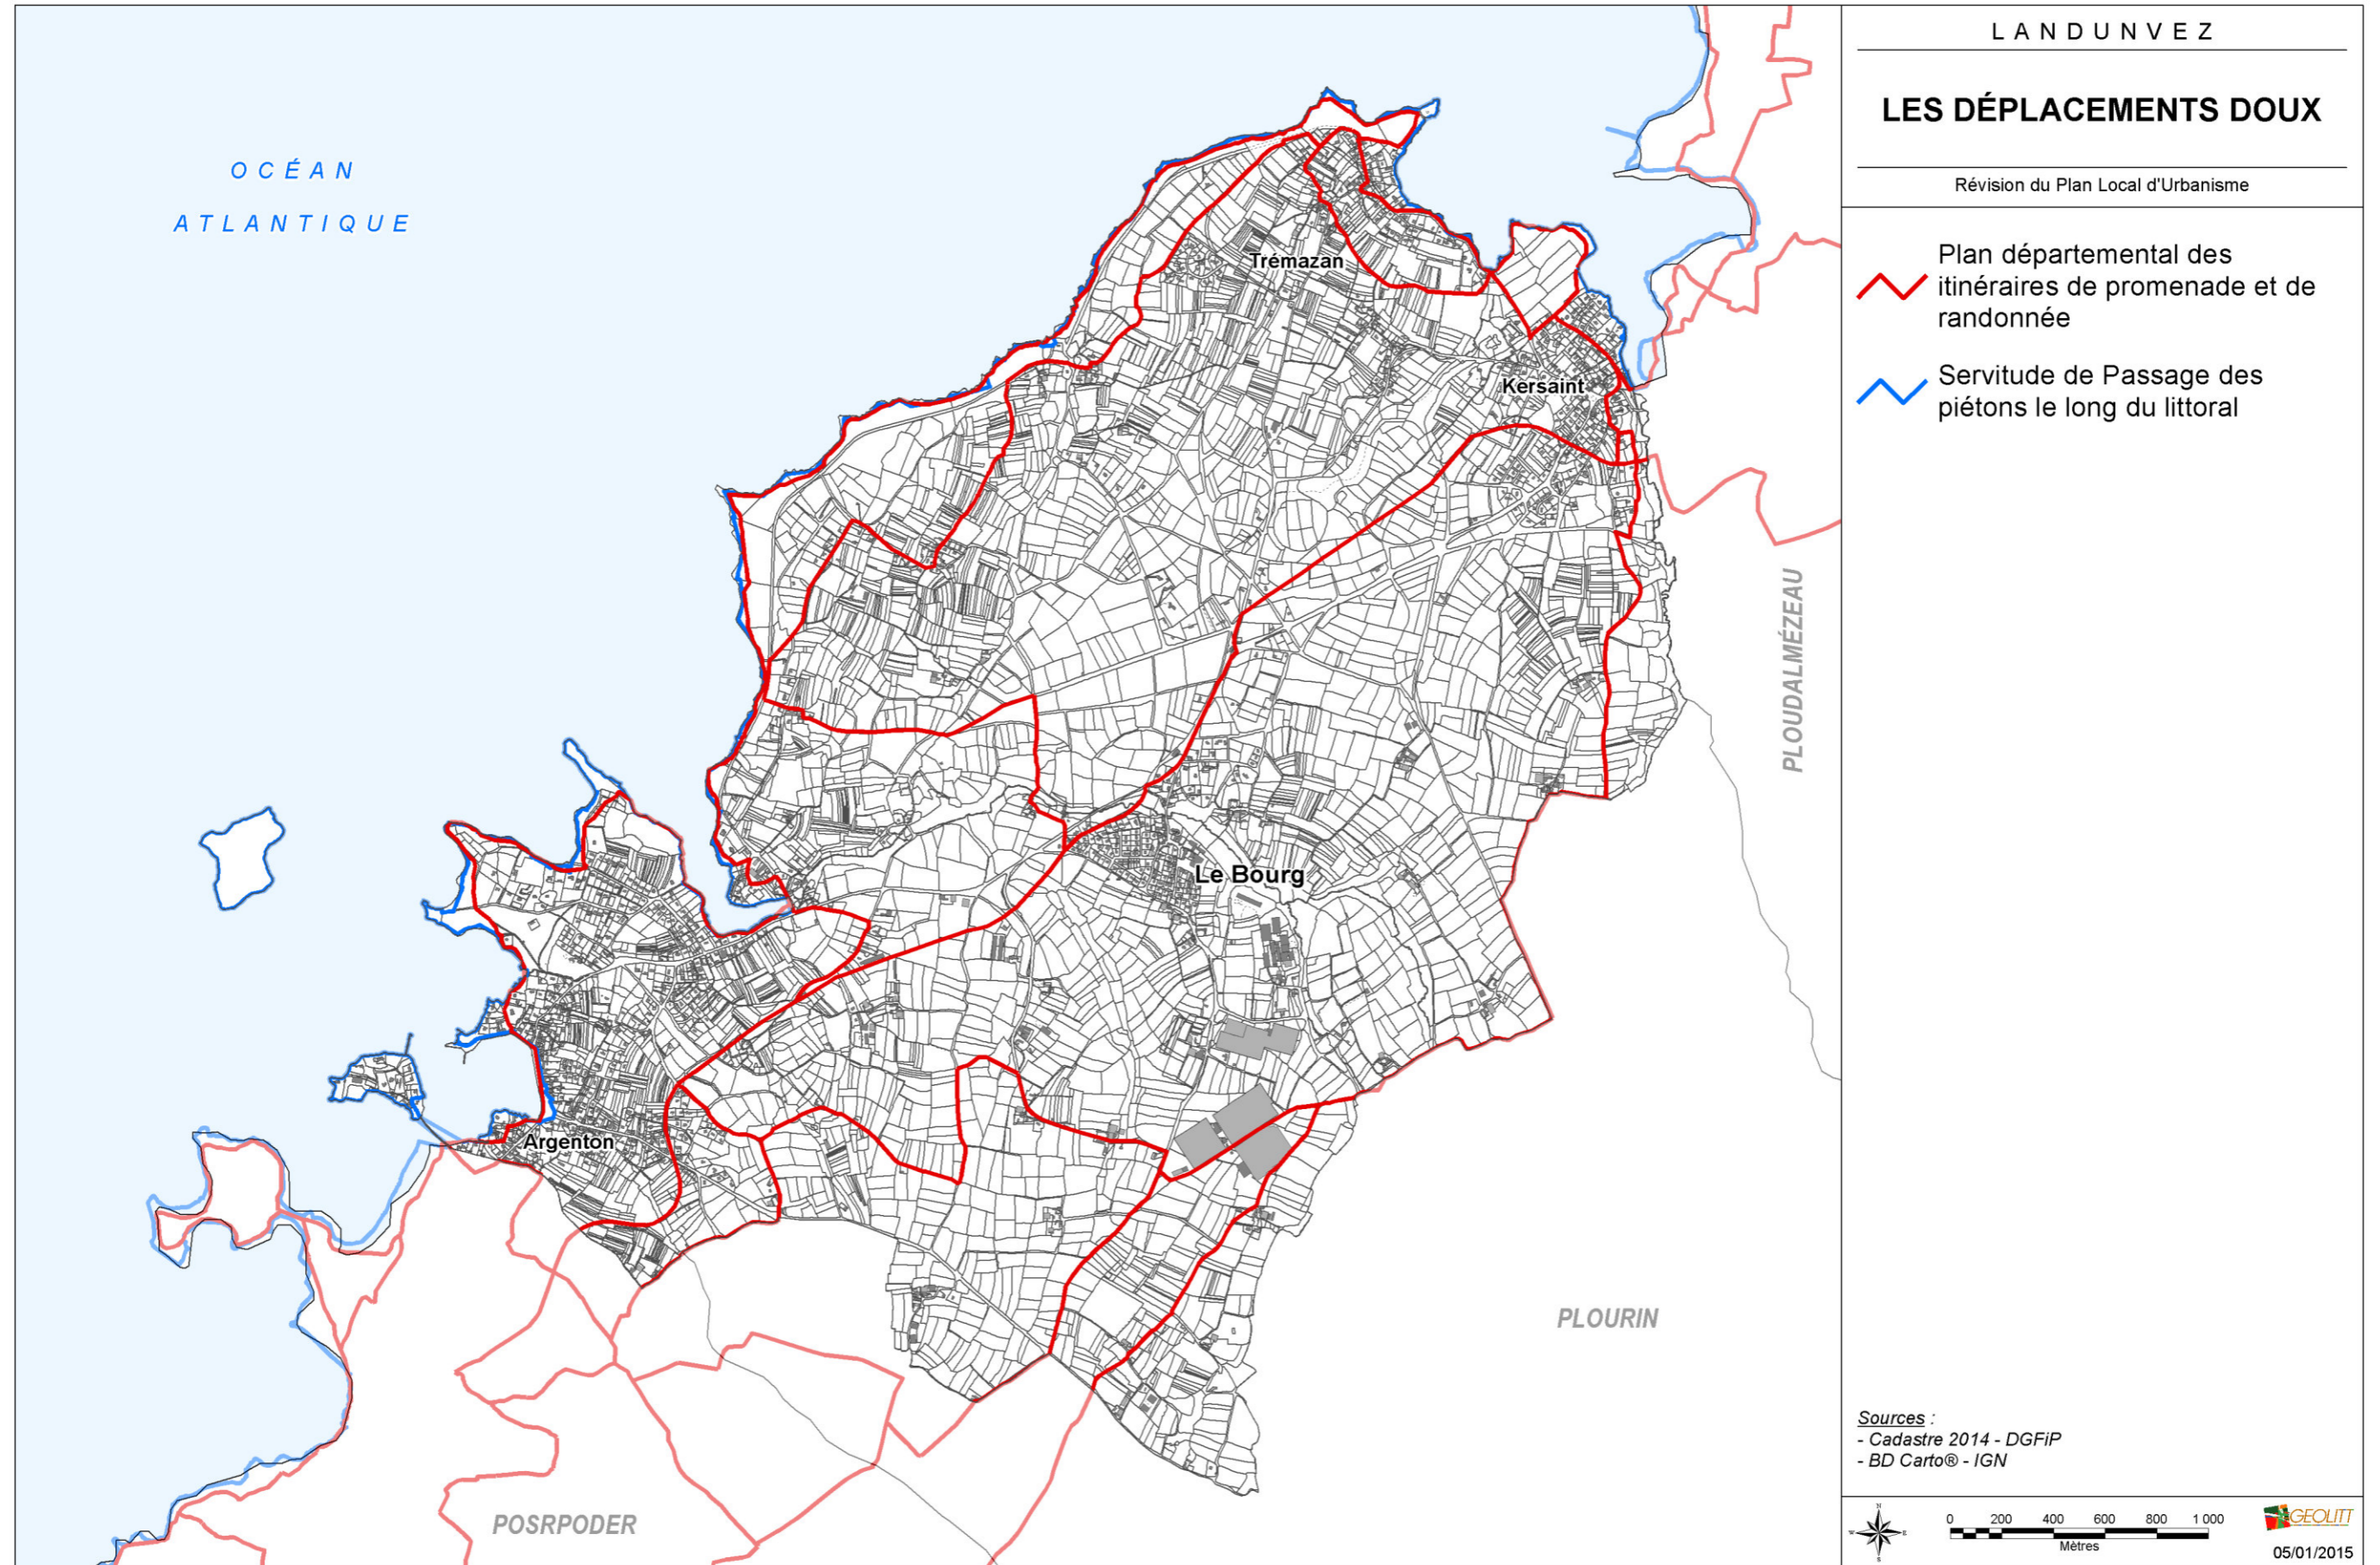 LANDUNVEZ
LES DÉPLACEMENTS DOUX
Révision du Plan Local d'Urbanisme
Plan départemental des
itinéraires de promenade et de
randonnée
Servitude de Passage des
piétons le long du littoral
OCÉAN
ATLANTIQUE
Trémazan
Kersaint
PLOUDALMÉZEAU
Le Bourg
Argenton
PLOURIN
POSRPODER
Sources :
- Cadastre 2014 - DGFiP
- BD Carto® - IGN
N
W E
S
0 200 400 600 800 1 000
Mètres
GEOLITT
05/01/2015